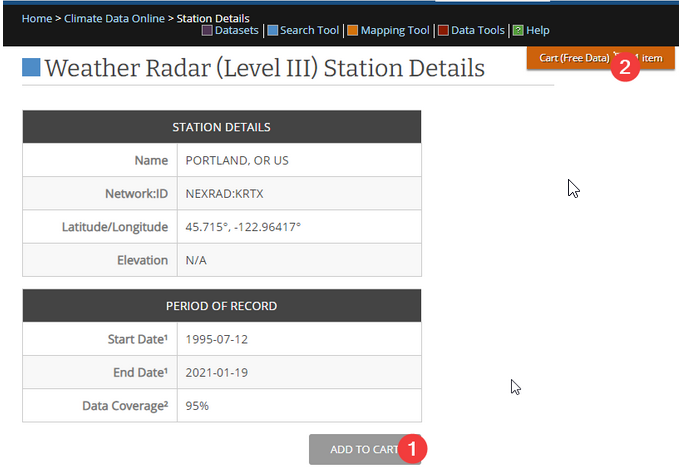 Home > Climate Data Online > Station Details
Datasets | Search Tool | Mapping Tool | Data Tools | Help
Weather Radar (Level III) Station Details
Cart (Free Data) item
2
STATION DETAILS
Name PORTLAND, OR US
Network:ID NEXRAD:KRTX
Latitude/Longitude 45.715°, -122.96417°
Elevation N/A
PERIOD OF RECORD
Start Date¹ 1995-07-12
End Date¹ 2021-01-19
Data Coverage² 95%
ADD TO CART
1